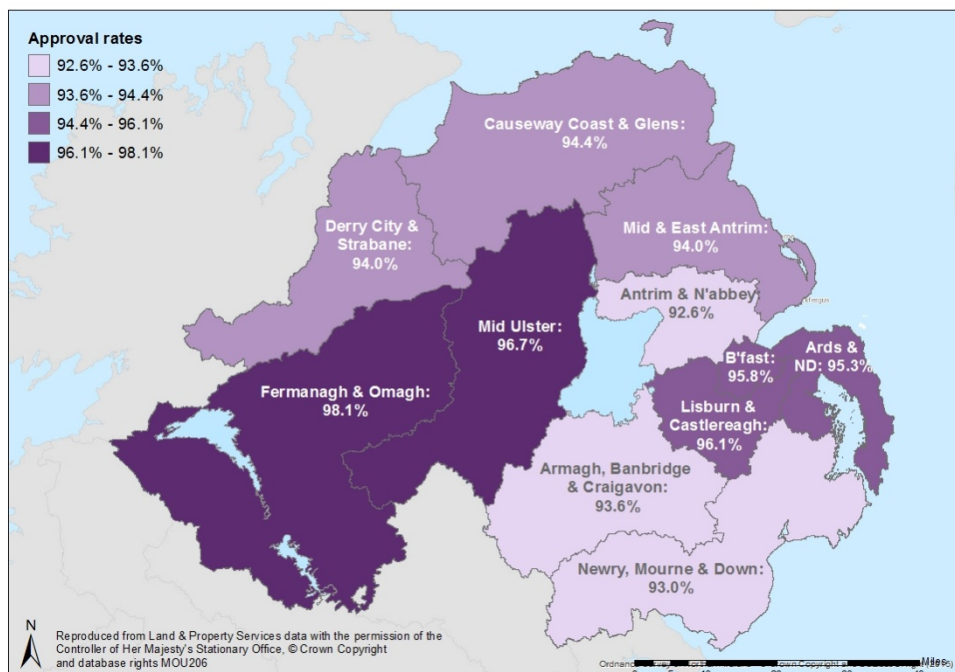 Approval rates
92.6% - 93.6%
93.6% - 94.4%
94.4% - 96.1%
96.1% - 98.1%
Causeway Coast & Glens:
94.4%
Derry City &
Strabane:
94.0%
Mid & East Antrim:
94.0%
Antrim & N'abbey:
92.6%
Mid Ulster:
96.7%
B'fast:
95.8%
Ards &
ND: 95.3%
Fermanagh & Omagh:
98.1%
Lisburn &
Castlereagh:
96.1%
Armagh, Banbridge
& Craigavon:
93.6%
Newry, Mourne & Down:
93.0%
N
Reproduced from Land & Property Services data with the permission of the
Controller of Her Majesty's Stationary Office, © Crown Copyright
and database rights MOU206
Miles